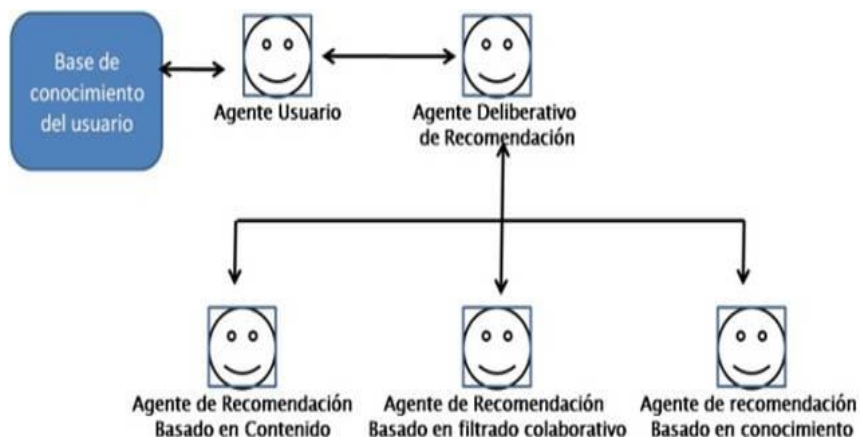 Base de
conocimiento
del usuario
Agente Usuario
Agente Deliberativo
de Recomendación
Agente de Recomendación
Basado en Contenido
Agente de Recomendación
Basado en filtrado colaborativo
Agente de recomendación
Basado en conocimiento